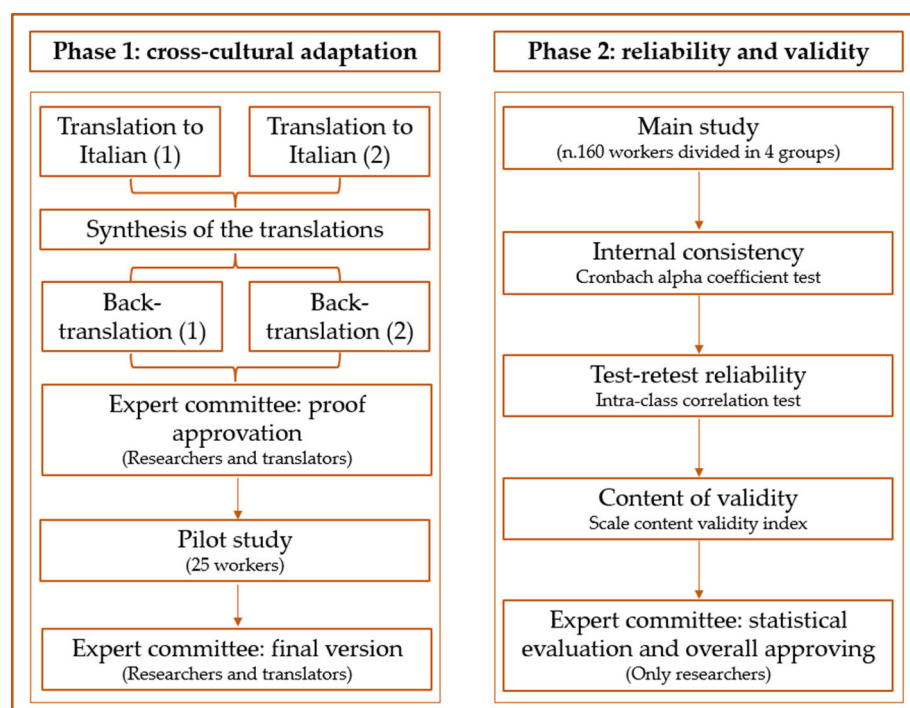 Phase 1: cross-cultural adaptation
Translation to
Italian (1)
Translation to
Italian (2)
Synthesis of the translations
Back-
translation (1)
Back-
translation (2)
Expert committee: proof
approvation
(Researchers and translators)
Pilot study
(25 workers)
Expert committee: final version
(Researchers and translators)
Phase 2: reliability and validity
Main study
(n.160 workers divided in 4 groups)
Internal consistency
Cronbach alpha coefficient test
Test-retest reliability
Intra-class correlation test
Content of validity
Scale content validity index
Expert committee: statistical
evaluation and overall approving
(Only researchers)